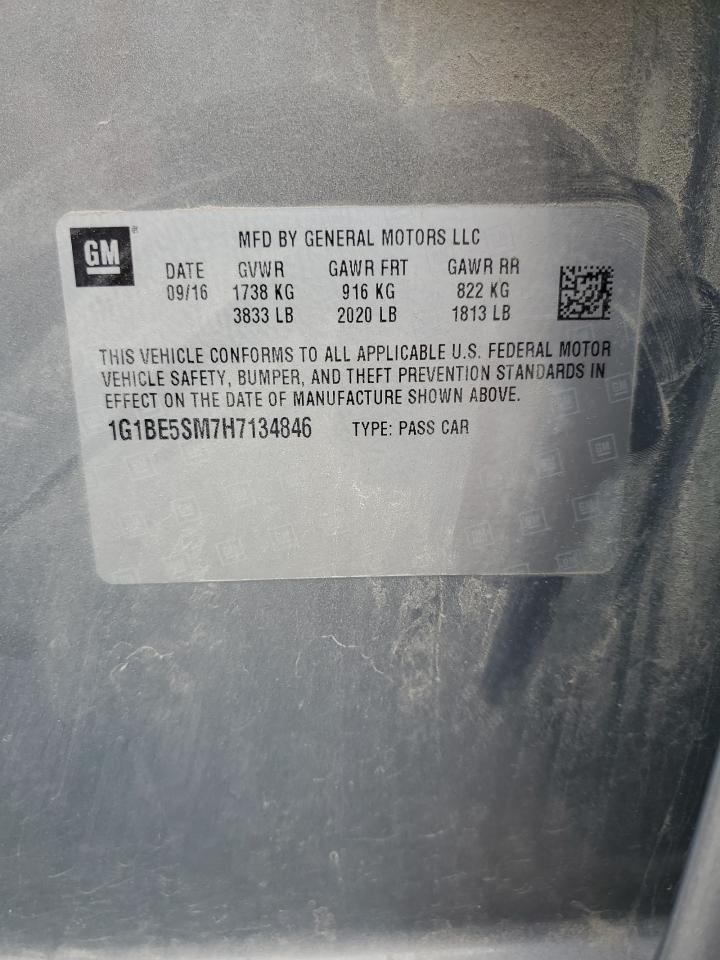 GM
MFD BY GENERAL MOTORS LLC
DATE GVWR GAWR FRT GAWR RR
09/16 1738 KG 916 KG 822 KG
3833 LB 2020 LB 1813 LB
THIS VEHICLE CONFORMS TO ALL APPLICABLE U.S. FEDERAL MOTOR
VEHICLE SAFETY, BUMPER, AND THEFT PREVENTION STANDARDS IN
EFFECT ON THE DATE OF MANUFACTURE SHOWN ABOVE.
1G1BE5SM7H7134846 TYPE: PASS CAR